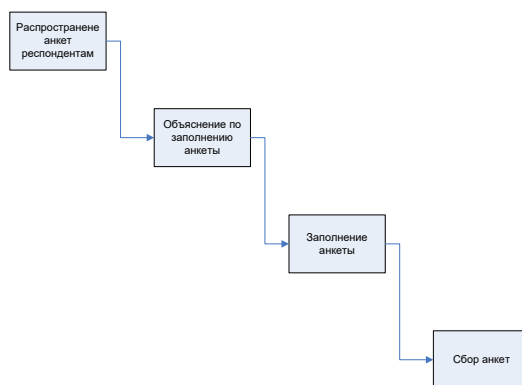 Распространене
анкет
респондентам
Объяснение по
заполнению
анкеты
Заполнение
анкеты
Сбор анкет